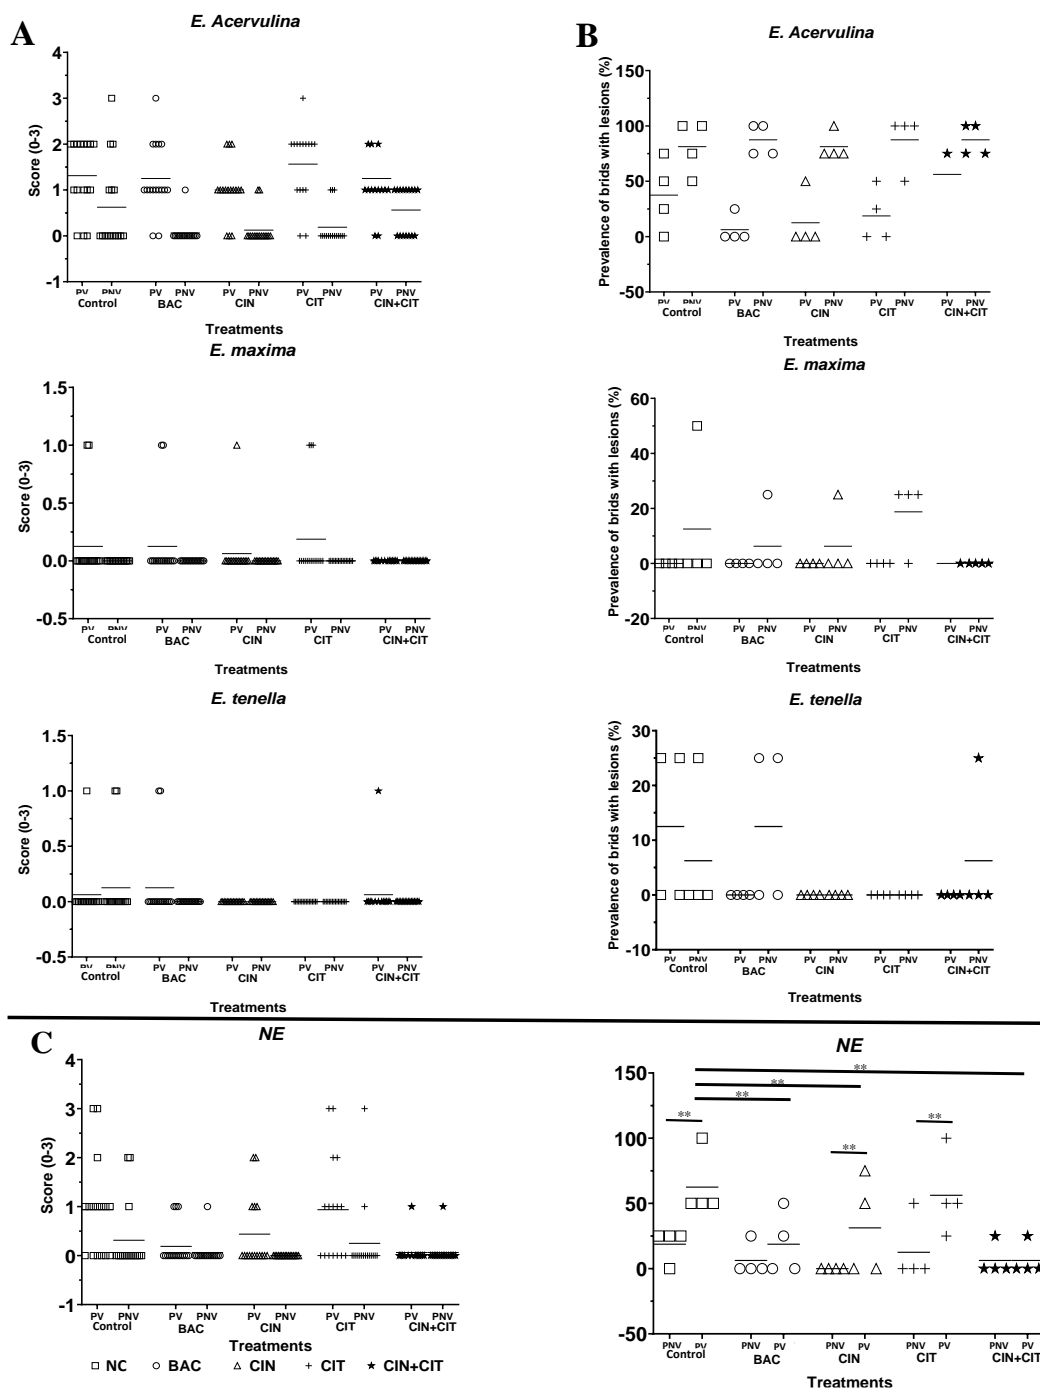 A
E. Acervulina
Score (0-3)
4
3
2
1
0
-1
PV PNV PV PNV PV PNV PV PNV PV PNV
Control BAC CIN CIT CIN+CIT
Treatments
E. maxima
Score (0-3)
1.5
1.0
0.5
0.0
-0.5
PV PNV PV PNV PV PNV PV PNV PV PNV
Control BAC CIN CIT CIN+CIT
Treatments
E. tenella
Score (0-3)
1.5
1.0
0.5
0.0
-0.5
PV PNV PV PNV PV PNV PV PNV PV PNV
Control BAC CIN CIT CIN+CIT
Treatments
B
E. Acervulina
Prevalence of brids with lesions (%)
150
100
50
0
-50
PV PNV PV PNV PV PNV PV PNV PV PNV
Control BAC CIN CIT CIN+CIT
Treatments
E. maxima
Prevalence of brids with lesions (%)
60
40
20
0
-20
PV PNV PV PNV PV PNV PV PNV PV PNV
Control BAC CIN CIT CIN+CIT
Treatments
E. tenella
Prevalence of brids with lesions (%)
30
20
10
0
-10
PV PNV PV PNV PV PNV PV PNV PV PNV
Control BAC CIN CIT CIN+CIT
Treatments
C
NE
Score (0-3)
4
3
2
1
0
-1
PV PNV PV PNV PV PNV PV PNV PV PNV
Control BAC CIN CIT CIN+CIT
Treatments
NC BAC CIN CIT CIN+CIT
NE
150
100
50
0
-50
**
**
**
**
**
**
PNV PV PNV PV PNV PV PNV PV PNV PV
Control BAC CIN CIT CIN+CIT
Treatments